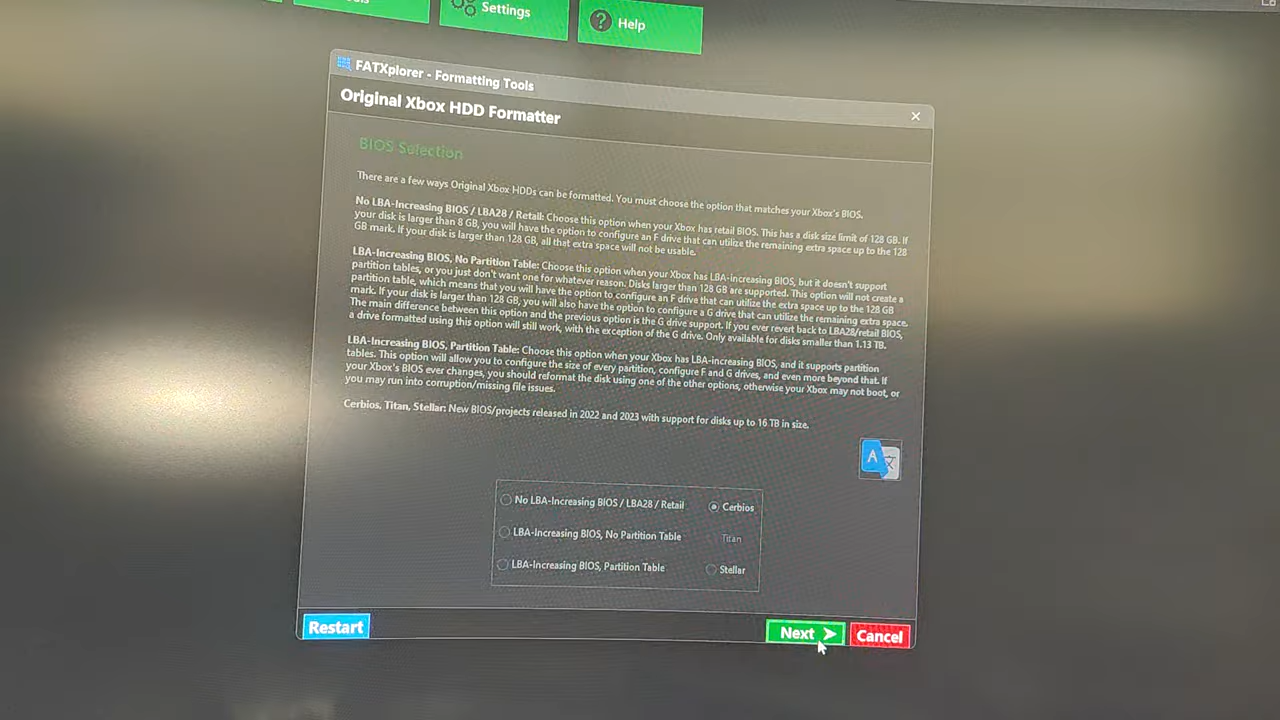 Settings
Help
FATXplorer - Formatting Tools
Original Xbox HDD Formatter
BIOS Selection
There are a few ways Original Xbox HDDs can be formatted. You must choose the option that matches your Xbox's BIOS.
No LBA-Increasing BIOS / LBA28 / Retail: Choose this option when your Xbox has retail BIOS. This has a disk size limit of 128 GB. If
your disk is larger than 8 GB, you will have the option to configure an F drive that can utilize the remaining extra space up to the 128
GB mark. If your disk is larger than 128 GB, all that extra space will not be usable.
LBA-Increasing BIOS, No Partition Table: Choose this option when your Xbox has LBA-increasing BIOS, but it doesn't support
partition tables, or you just don't want one for whatever reason. Disks larger than 128 GB are supported. This option will not create a
partition table, which means that you will have the option to configure an F drive that can utilize the extra space up to the 128 GB
mark. If your disk is larger than 128 GB, you will also have the option to configure a G drive that can utilize the remaining extra space.
The main difference between this option and the previous option is the G drive support. If you ever revert back to LBA28/retail BIOS,
a drive formatted using this option will still work, with the exception of the G drive. Only available for disks smaller than 1.13 TB.
LBA-Increasing BIOS, Partition Table: Choose this option when your Xbox has LBA-increasing BIOS, and it supports partition
tables. This option will allow you to configure the size of every partition, configure F and G drives, and even more beyond that. If
your Xbox's BIOS ever changes, you should reformat the disk using one of the other options, otherwise your Xbox may not boot, or
you may run into corruption/missing file issues.
Cerbios, Titan, Stellar: New BIOS/projects released in 2022 and 2023 with support for disks up to 16 TB in size.
A 文
No LBA-Increasing BIOS / LBA28 / Retail
Cerbios
LBA-Increasing BIOS, No Partition Table
Titan
LBA-Increasing BIOS, Partition Table
Stellar
Restart
Next
Cancel